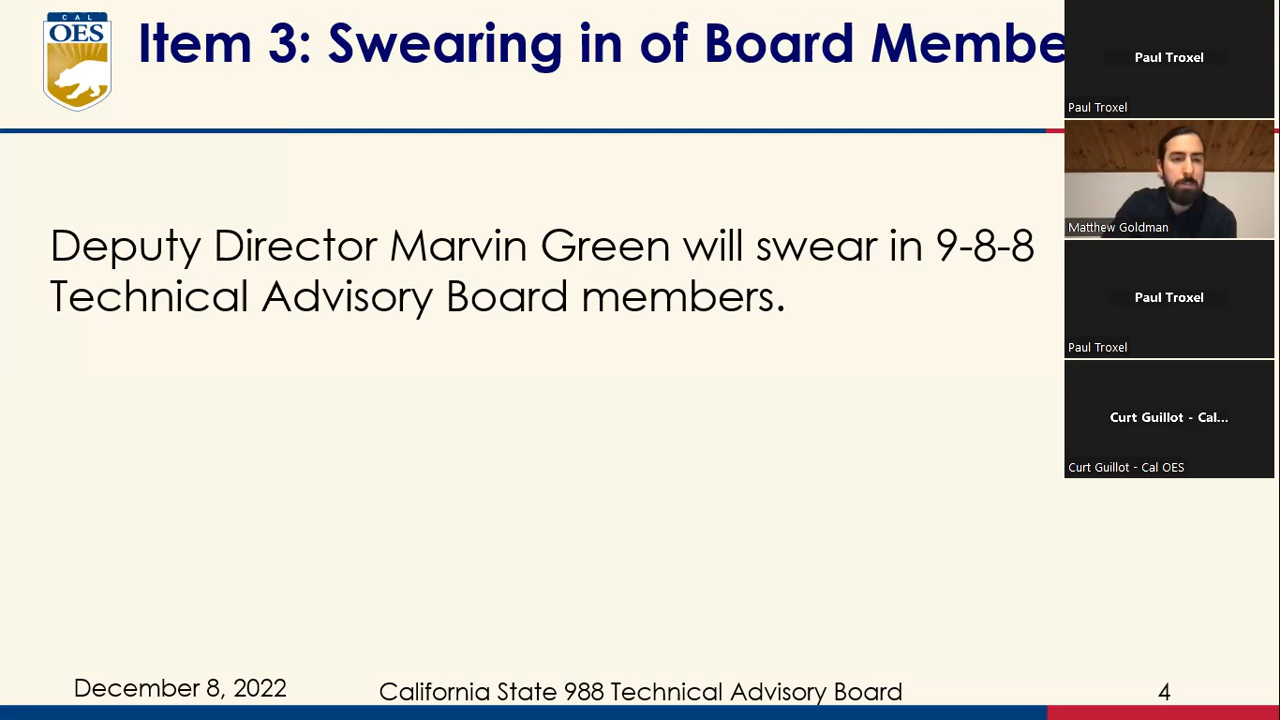 CAL
OES
Item 3: Swearing in of Board Membe
Deputy Director Marvin Green will swear in 9-8-8
Technical Advisory Board members.
Paul Troxel
Paul Troxel
Matthew Goldman
Paul Troxel
Paul Troxel
Curt Guillot - Cal...
Curt Guillot - Cal OES
December 8, 2022
California State 988 Technical Advisory Board
4